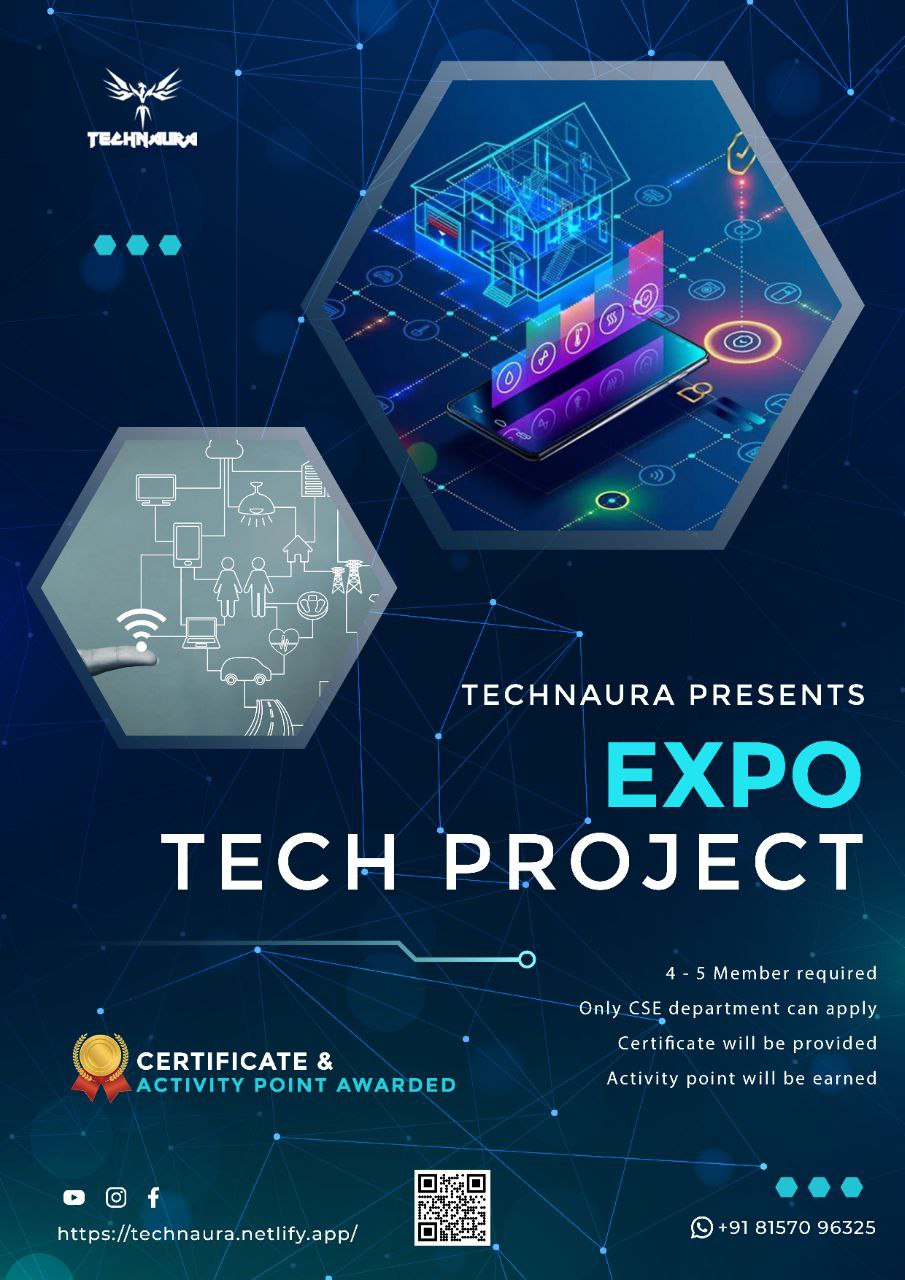 TECHNAURA
TECHNAURA PRESENTS
EXPO
TECH PROJECT
4 - 5 Member required
Only CSE department can apply
Certificate will be provided
Activity point will be earned
CERTIFICATE &
ACTIVITY POINT AWARDED
https://technaura.netlify.app/
+91 81570 96325